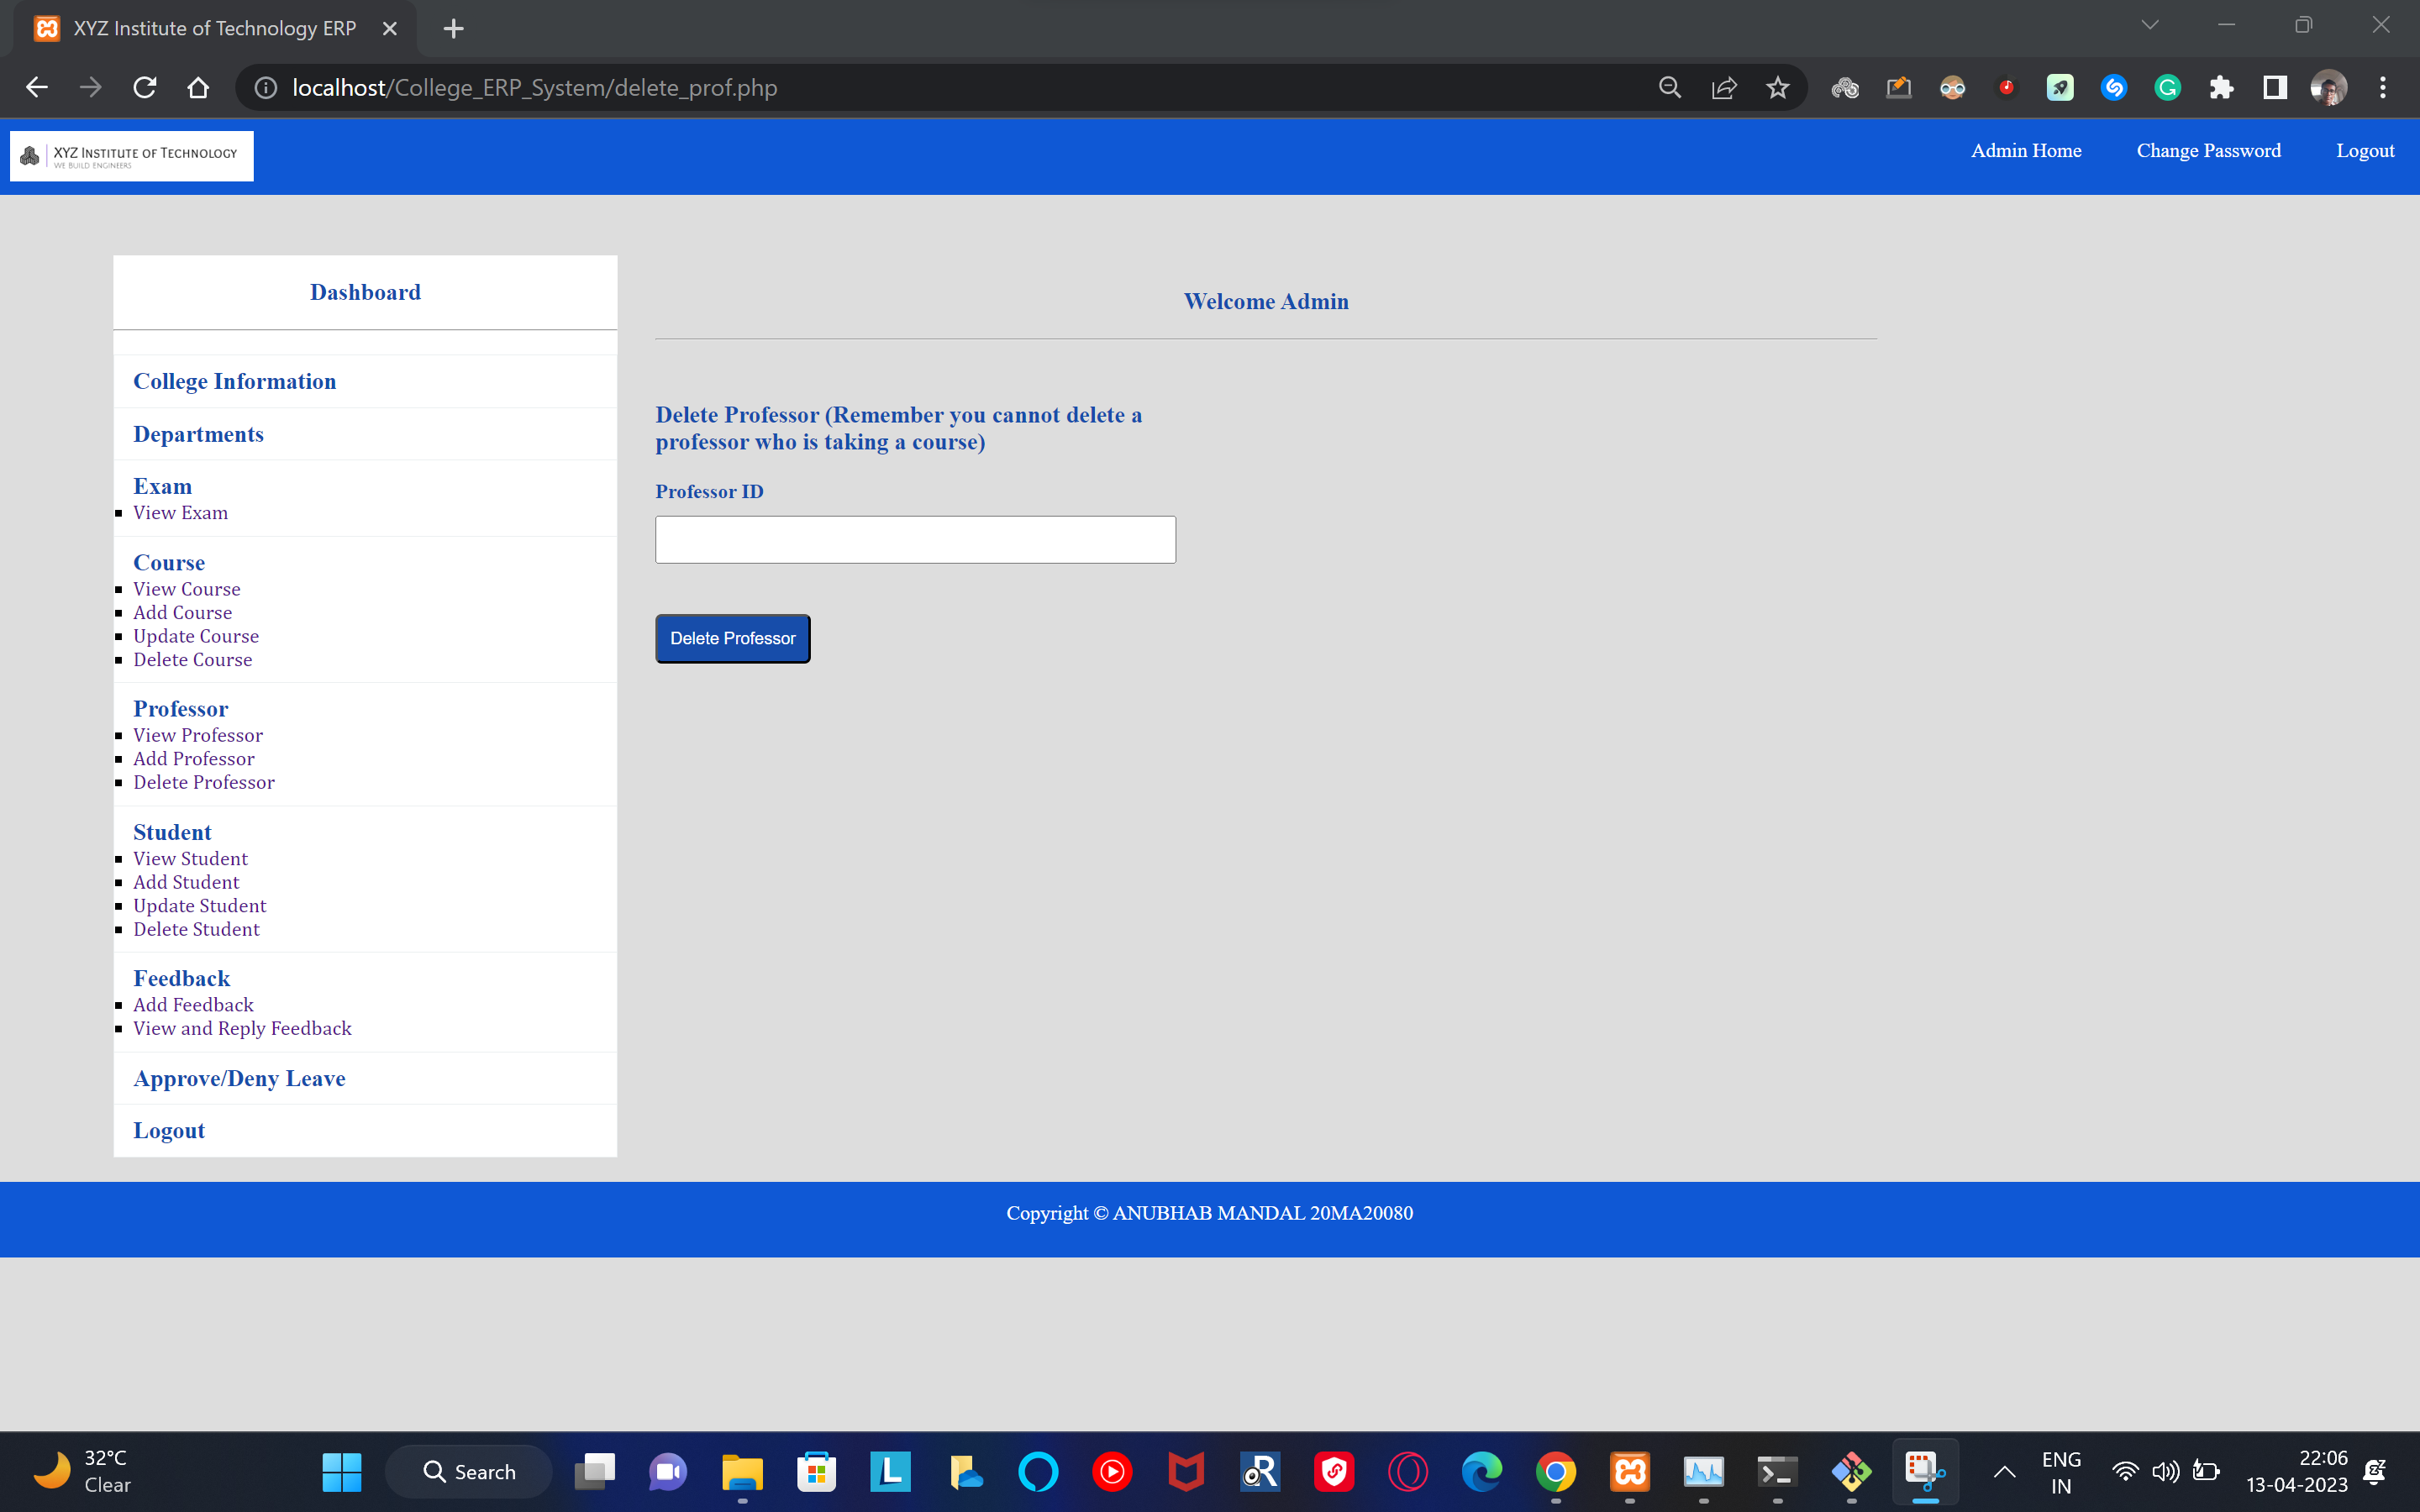 XYZ Institute of Technology ERP
localhost/College_ERP_System/delete_prof.php
XYZ INSTITUTE OF TECHNOLOGY
WE BUILD ENGINEERS
Admin Home
Change Password
Logout
Dashboard
College Information
Departments
Exam
View Exam
Course
View Course
Add Course
Update Course
Delete Course
Professor
View Professor
Add Professor
Delete Professor
Student
View Student
Add Student
Update Student
Delete Student
Feedback
Add Feedback
View and Reply Feedback
Approve/Deny Leave
Logout
Welcome Admin
Delete Professor (Remember you cannot delete a
professor who is taking a course)
Professor ID
Delete Professor
Copyright © ANUBHAB MANDAL 20MA20080
32°C
Clear
Search
ENG
IN
22:06
13-04-2023